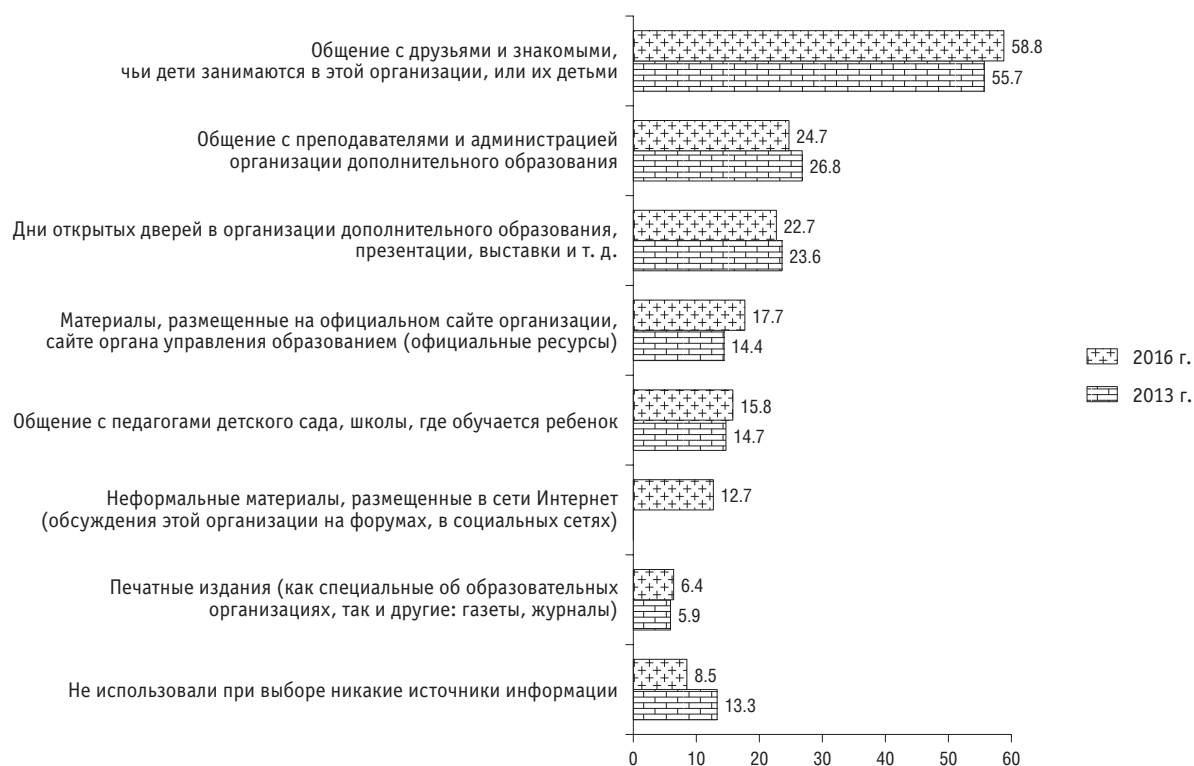 Общение с друзьями и знакомыми,
чьи дети занимаются в этой организации, или их детьми
58.8
55.7
Общение с преподавателями и администрацией
организации дополнительного образования
24.7
26.8
Дни открытых дверей в организации дополнительного образования,
презентации, выставки и т. д.
22.7
23.6
Материалы, размещенные на официальном сайте организации,
сайте органа управления образованием (официальные ресурсы)
17.7
14.4
Общение с педагогами детского сада, школы, где обучается ребенок
15.8
14.7
Неформальные материалы, размещенные в сети Интернет
(обсуждения этой организации на форумах, в социальных сетях)
12.7
Печатные издания (как специальные об образовательных
организациях, так и другие: газеты, журналы)
6.4
5.9
Не использовали при выборе никакие источники информации
8.5
13.3
0 10 20 30 40 50 60
2016 г.
2013 г.